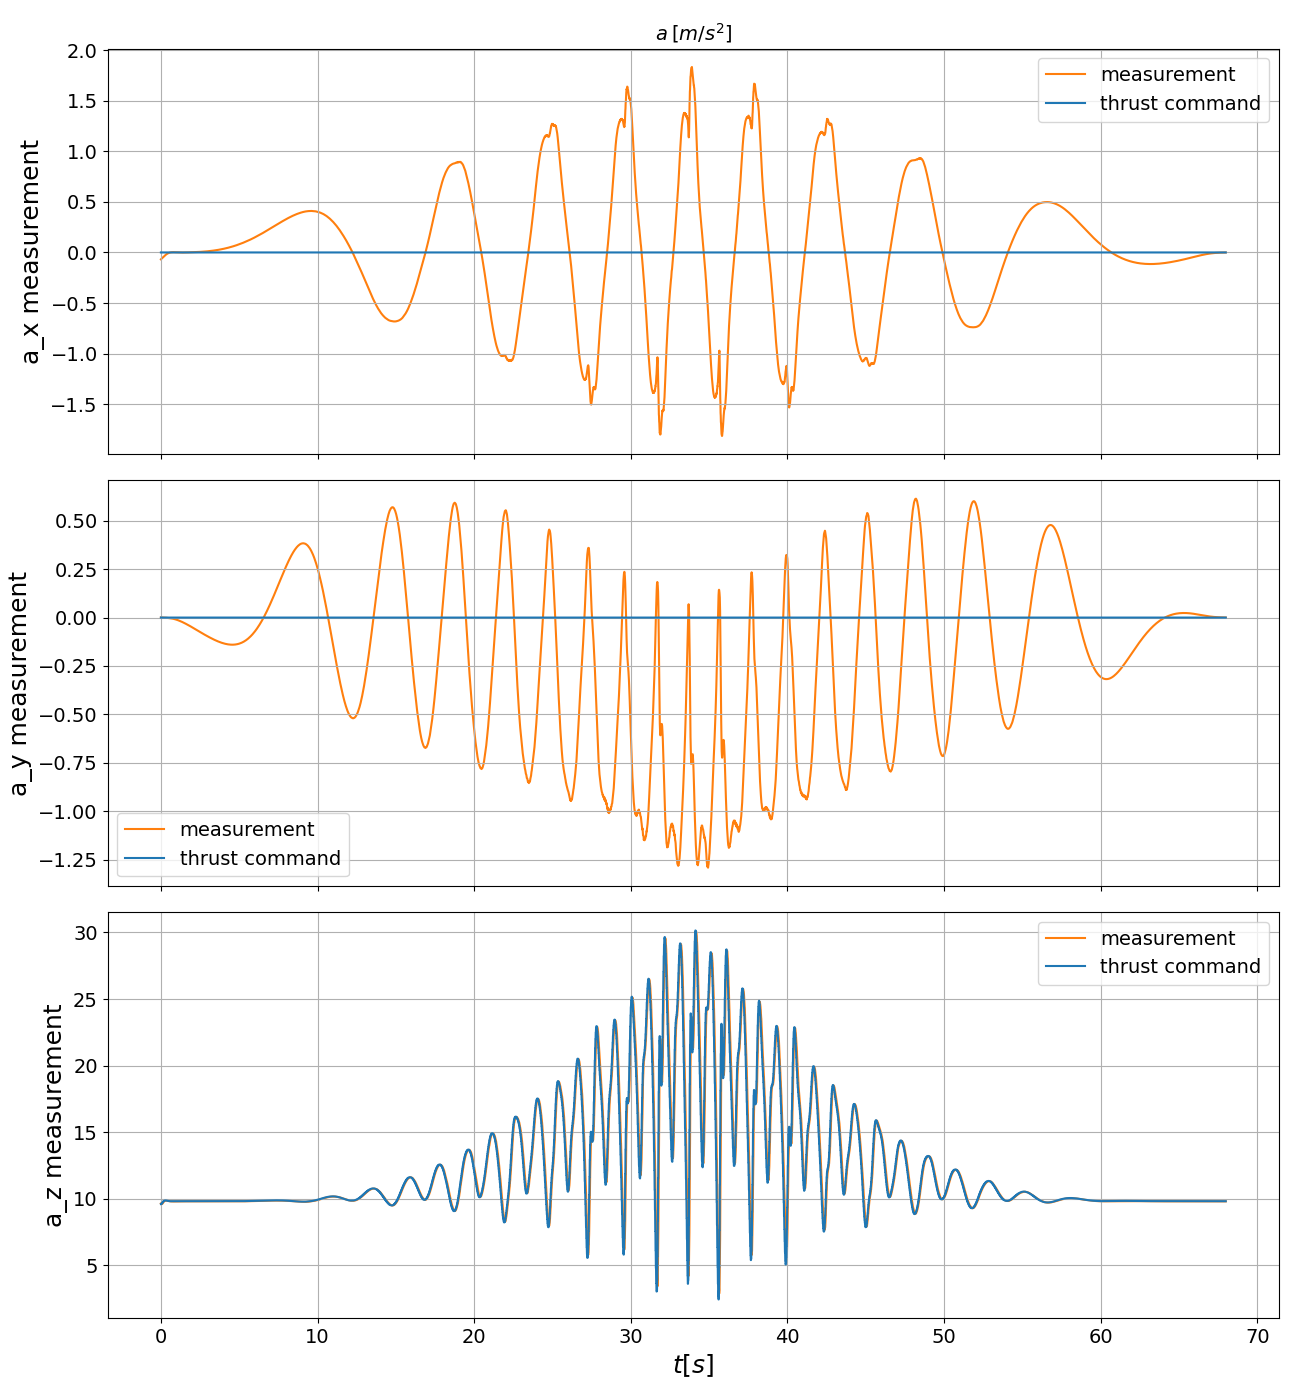 a [m/s²]
2.0
1.5
1.0
0.5
0.0
−0.5
−1.0
−1.5
a_x measurement
measurement
thrust command
0.50
0.25
0.00
−0.25
−0.50
−0.75
−1.00
−1.25
a_y measurement
measurement
thrust command
30
25
20
15
10
5
a_z measurement
measurement
thrust command
0 10 20 30 40 50 60 70
t[s]